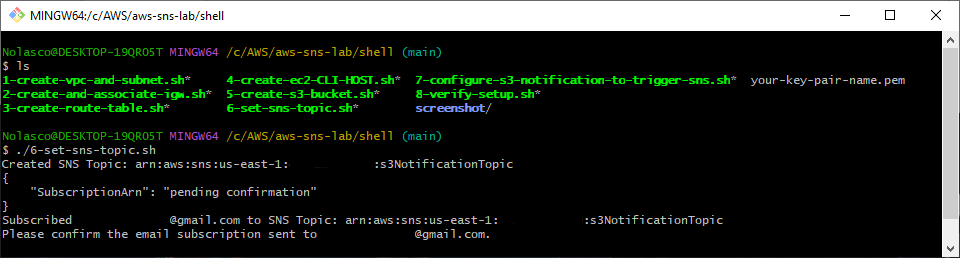 MINGW64:/c/AWS/aws-sns-lab/shell
Nolasco@DESKTOP-19QRO5T MINGW64 /c/AWS/aws-sns-lab/shell (main)
$ ls
1-create-vpc-and-subnet.sh* 4-create-ec2-CLI-HOST.sh* 7-configure-s3-notification-to-trigger-sns.sh* your-key-pair-name.pem
2-create-and-associate-igw.sh* 5-create-s3-bucket.sh* 8-verify-setup.sh*
3-create-route-table.sh* 6-set-sns-topic.sh* screenshot/
Nolasco@DESKTOP-19QRO5T MINGW64 /c/AWS/aws-sns-lab/shell (main)
$ ./6-set-sns-topic.sh
Created SNS Topic: arn:aws:sns:us-east-1: :s3NotificationTopic
{
"SubscriptionArn": "pending confirmation"
}
Subscribed @gmail.com to SNS Topic: arn:aws:sns:us-east-1: :s3NotificationTopic
Please confirm the email subscription sent to @gmail.com.